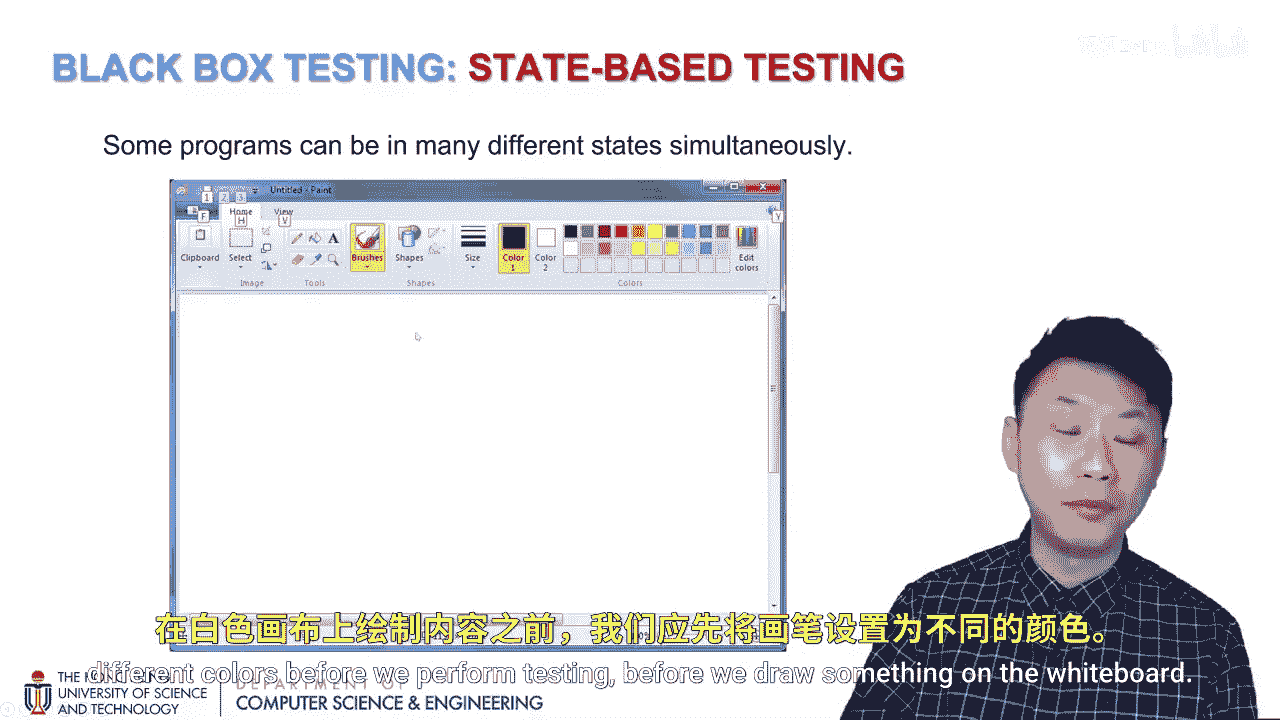 BLACK BOX TESTING: STATE-BASED TESTING
Some programs can be in many different states simultaneously.
Untitled - Paint
1 2 3
F H V Y
Home View
Clipboard Select Brushes Shapes Size Color 1 Color 2 Edit colors
Image Tools Shapes Colors
在白色画布上绘制内容之前，我们应先将画笔设置为不同的颜色。
different colors before we perform testing, before we draw something on the whiteboard.
UNIVERSITY OF SCIENCE
AND TECHNOLOGY
DEPARTMENT OF
COMPUTER SCIENCE & ENGINEERING